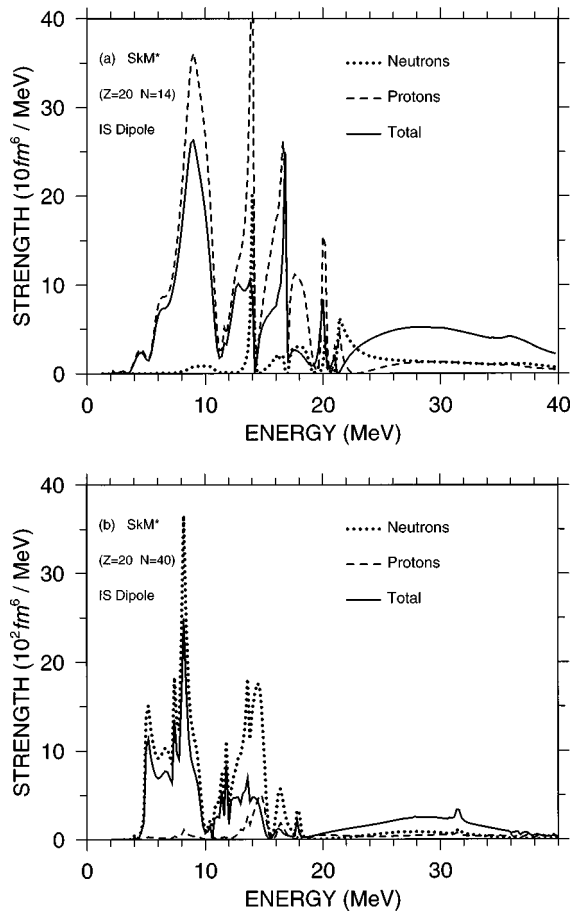 40
30
20
10
0
STRENGTH (10fm⁶ / MeV)
(a) SkM*
(Z=20 N=14)
IS Dipole
Neutrons
Protons
Total
0 10 20 30 40
ENERGY (MeV)
40
30
20
10
0
STRENGTH (10²fm⁶ / MeV)
(b) SkM*
(Z=20 N=40)
IS Dipole
Neutrons
Protons
Total
0 10 20 30 40
ENERGY (MeV)